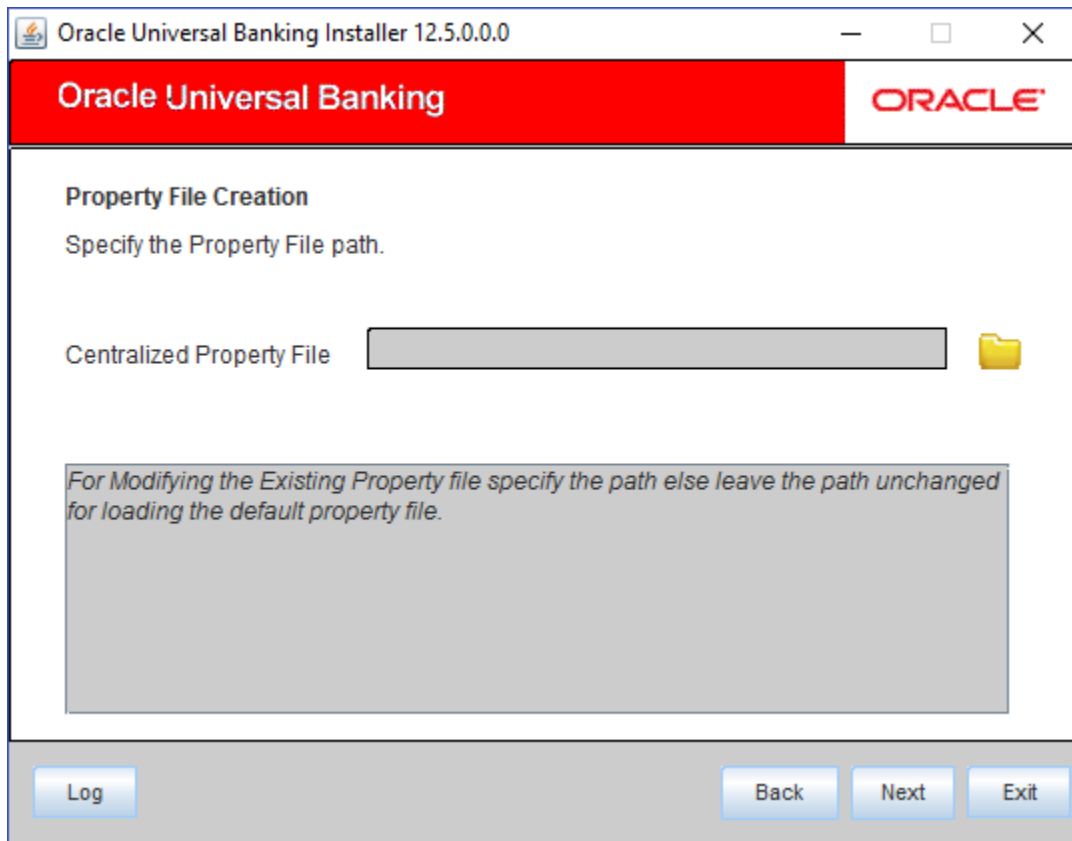 Oracle Universal Banking Installer 12.5.0.0.0
Oracle Universal Banking
ORACLE
Property File Creation
Specify the Property File path.
Centralized Property File
For Modifying the Existing Property file specify the path else leave the path unchanged
for loading the default property file.
Log
Back
Next
Exit